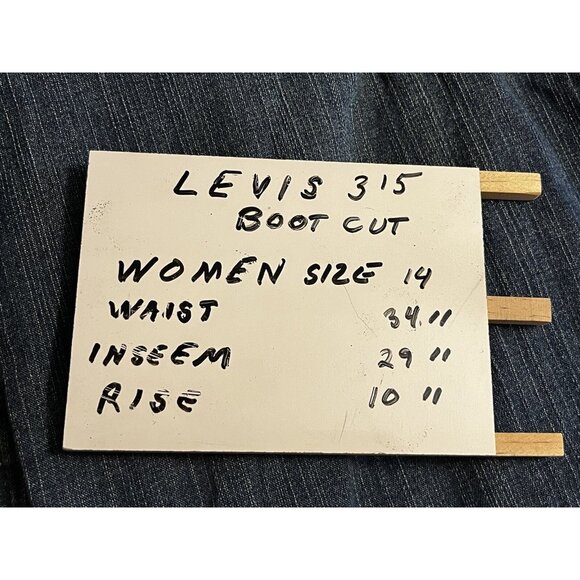 LEVIS 315
BOOT CUT
WOMEN SIZE 14
WAIST 34"
INSEEM 29"
RISE 10"